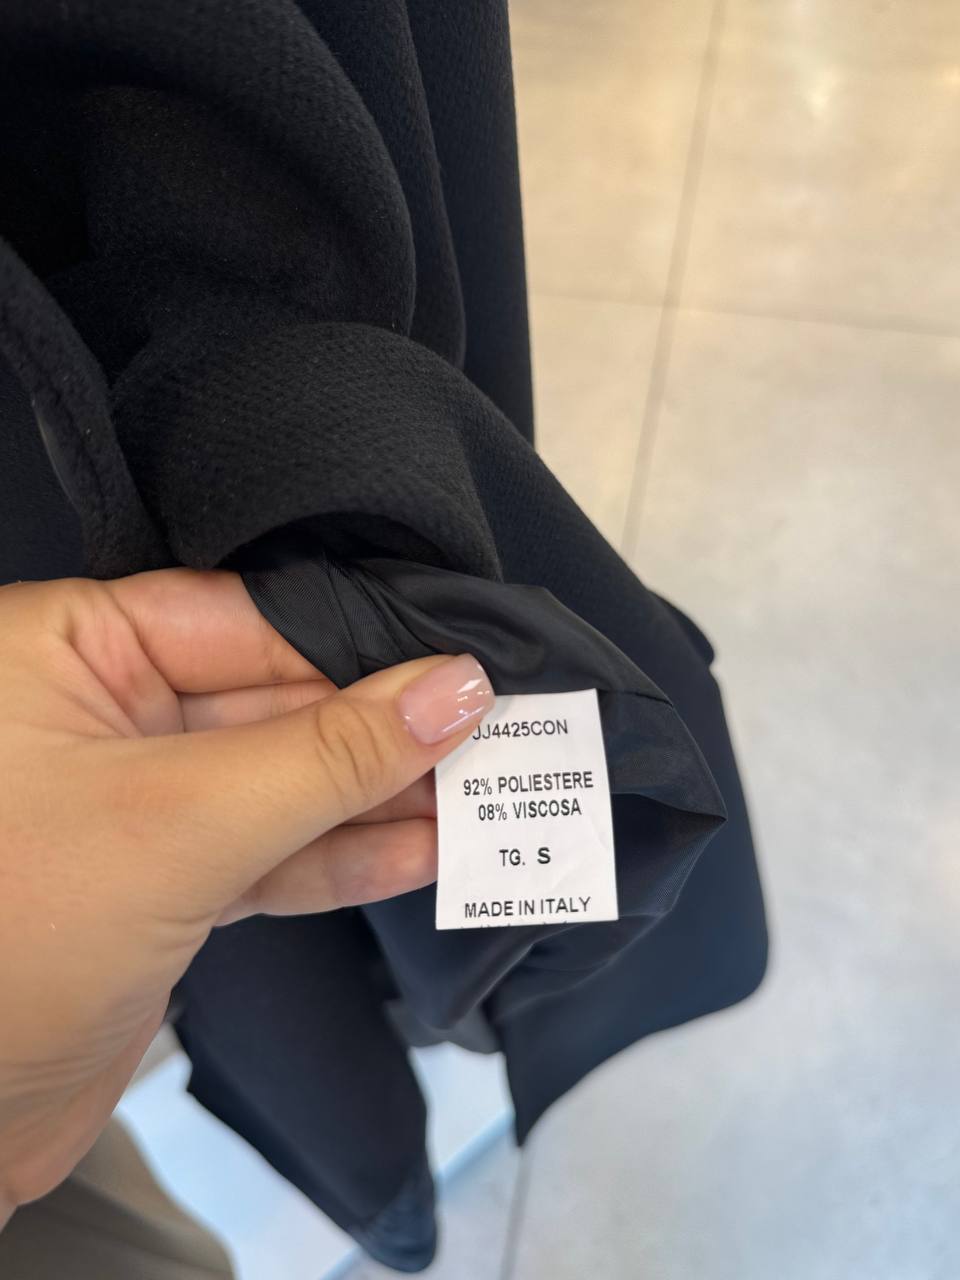 JJ4425CON
92% POLIESTERE
08% VISCOSA
TG. S
MADE IN ITALY